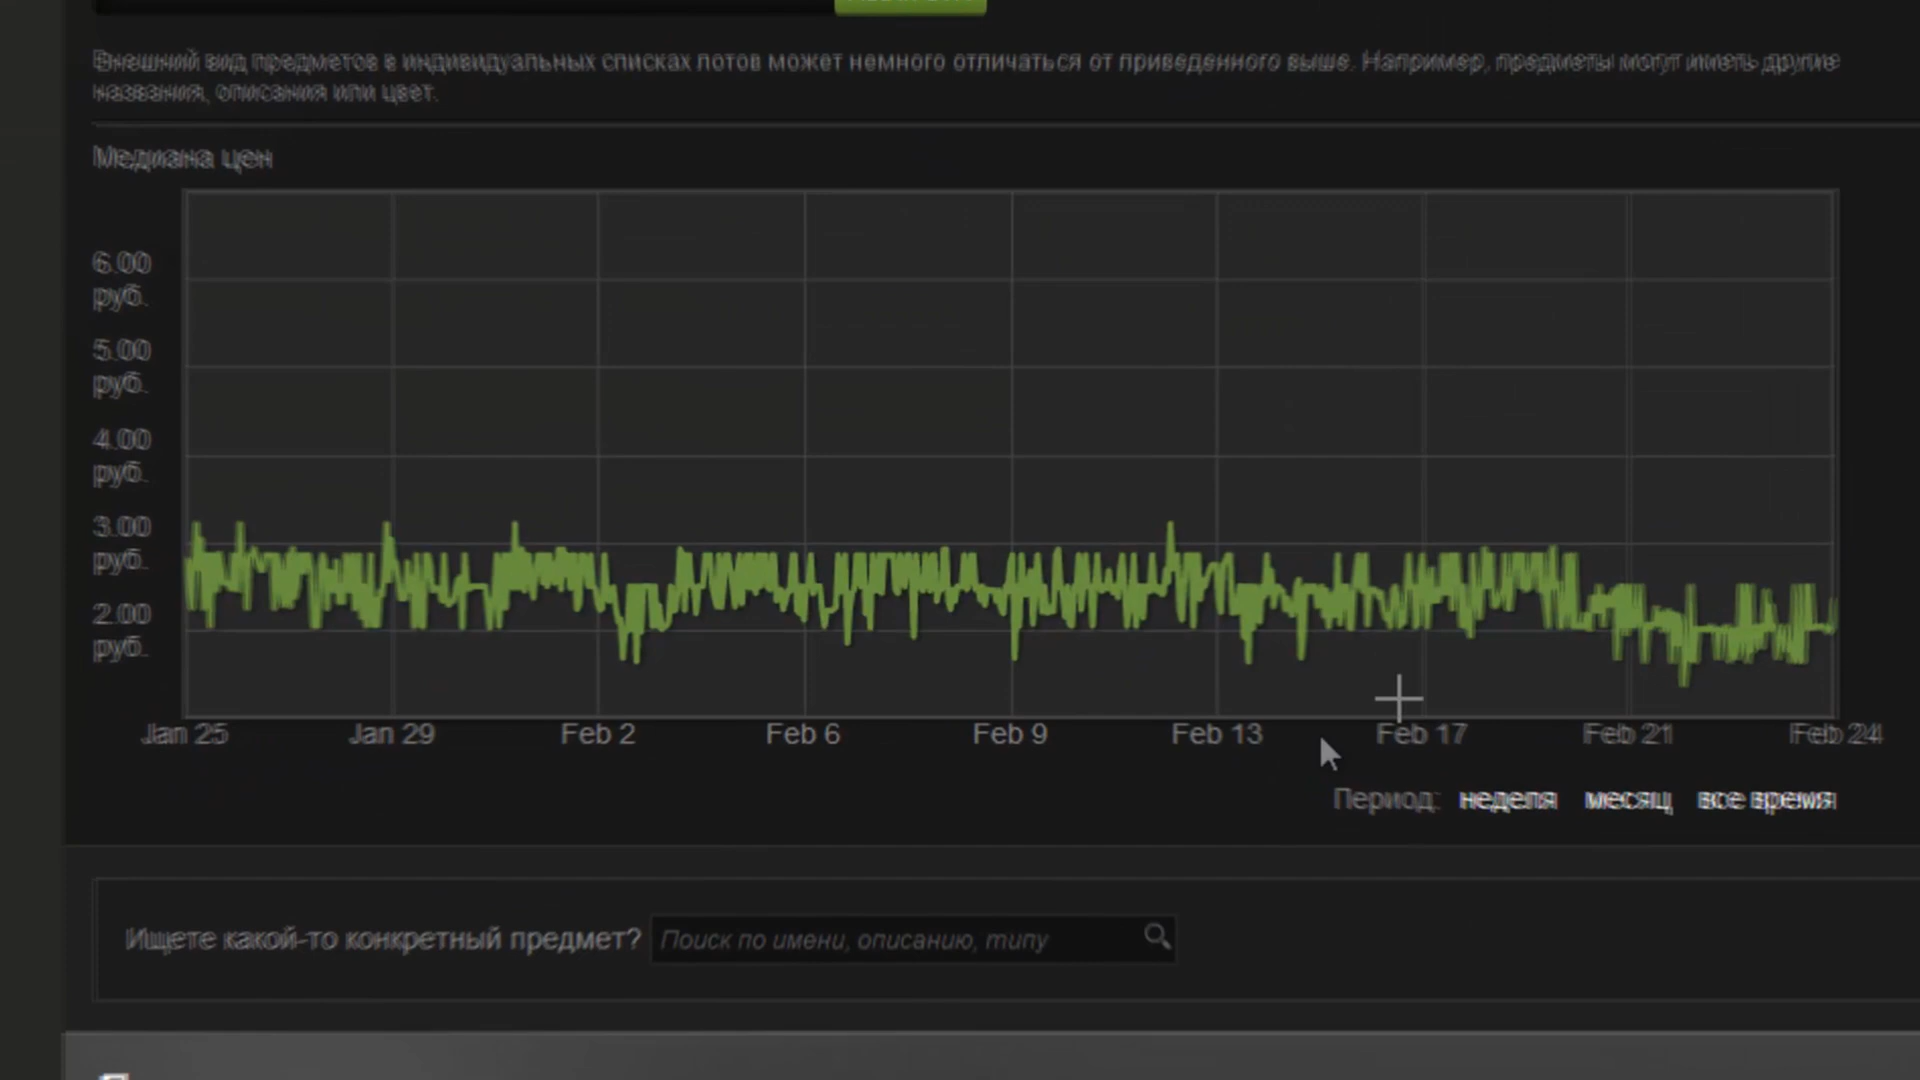 Внешний вид предметов в индивидуальных списках лотов может немного отличаться от приведенного выше. Например, предметы могут иметь другие
названия, описания или цвет.
Медиана цен
6.00
руб.
5.00
руб.
4.00
руб.
3.00
руб.
2.00
руб.
Jan 25 Jan 29 Feb 2 Feb 6 Feb 9 Feb 13 Feb 17 Feb 21 Feb 24
Период: неделя месяц все время
Ищете какой-то конкретный предмет? Поиск по имени, описанию, типу